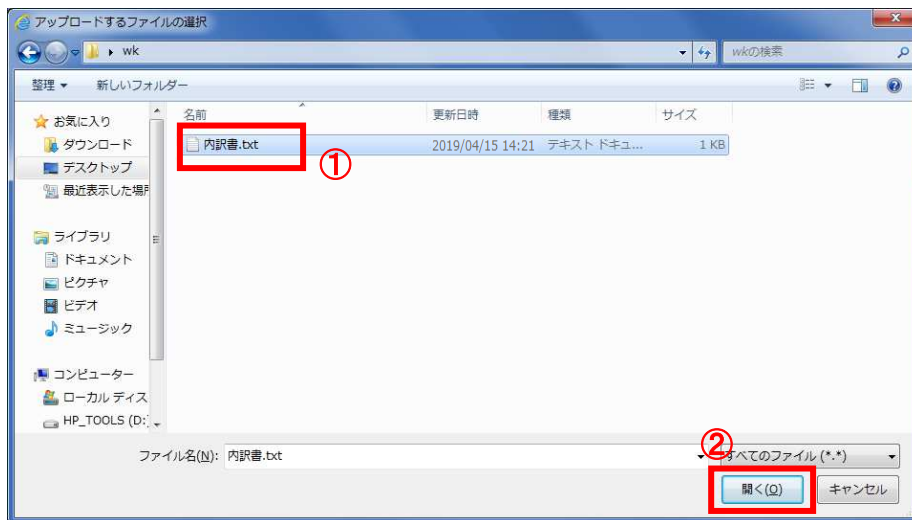 アップロードするファイルの選択
wk
wkの検索
整理
新しいフォルダー
名前 更新日時 種類 サイズ
内訳書.txt 2019/04/15 14:21 テキスト ドキュ... 1 KB
①
お気に入り
ダウンロード
デスクトップ
最近表示した場所
ライブラリ
ドキュメント
ピクチャ
ビデオ
ミュージック
コンピューター
ローカル ディス
HP_TOOLS (D:)
ファイル名(N): 内訳書.txt
②
すべてのファイル (*.*)
開く(O)
キャンセル